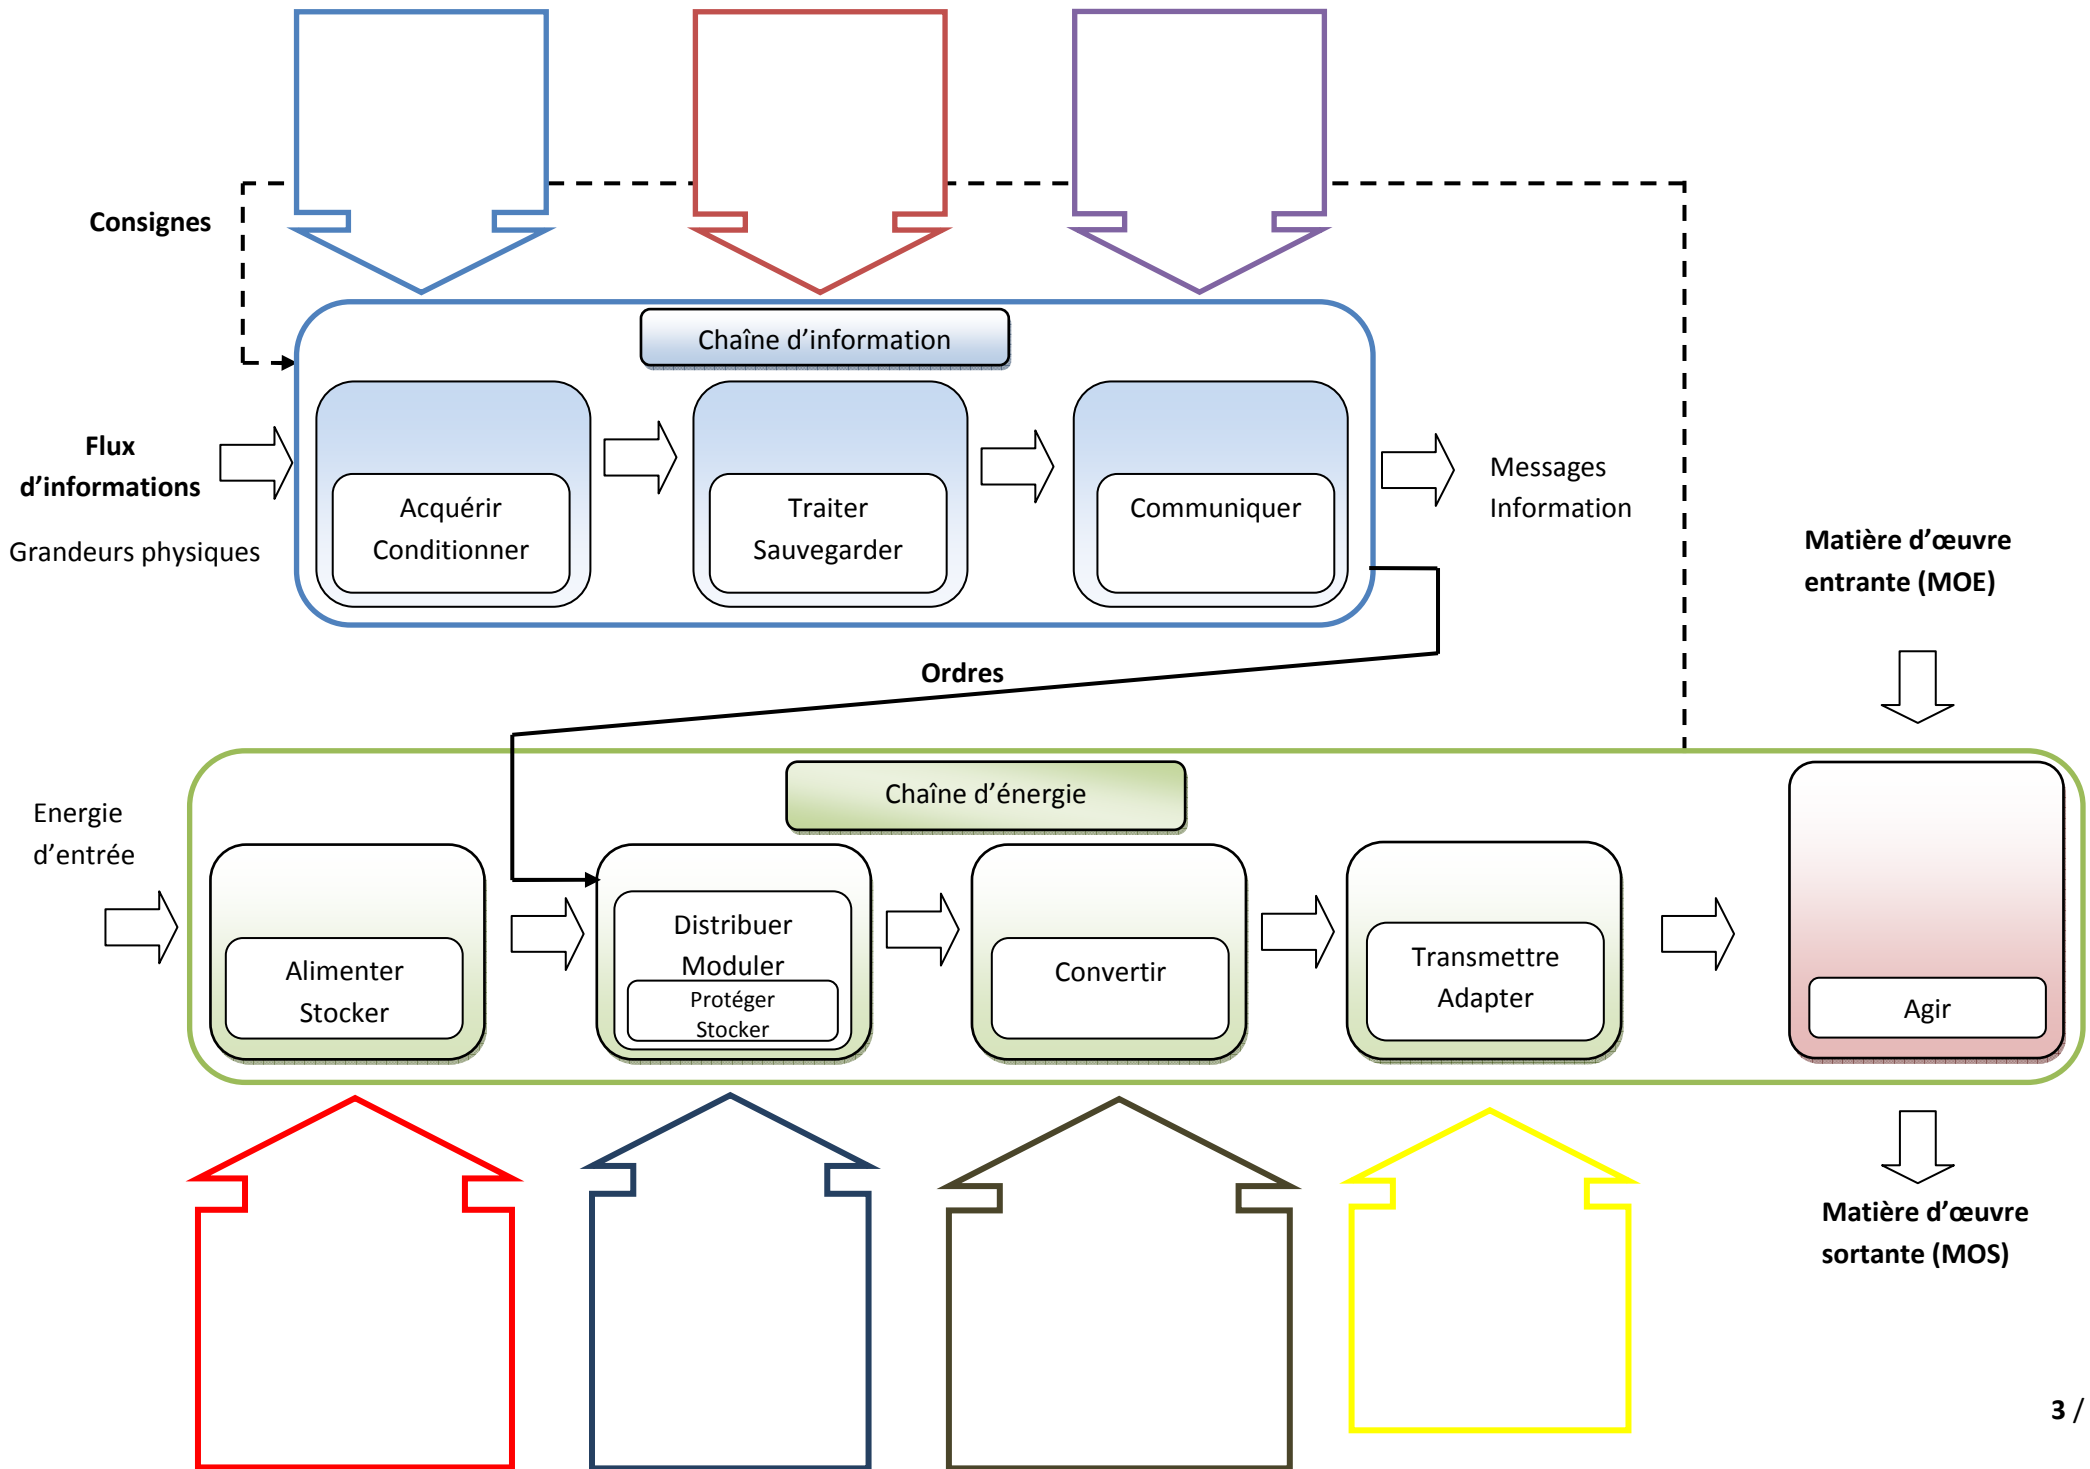 Consignes
Chaîne d'information
Flux
d'informations
Grandeurs physiques
Acquérir
Conditionner
Traiter
Sauvegarder
Communiquer
Messages
Information
Matière d'œuvre
entrante (MOE)
Ordres
Chaîne d'énergie
Energie
d'entrée
Alimenter
Stocker
Distribuer
Moduler
Protéger
Stocker
Convertir
Transmettre
Adapter
Agir
Matière d'œuvre
sortante (MOS)
3 /